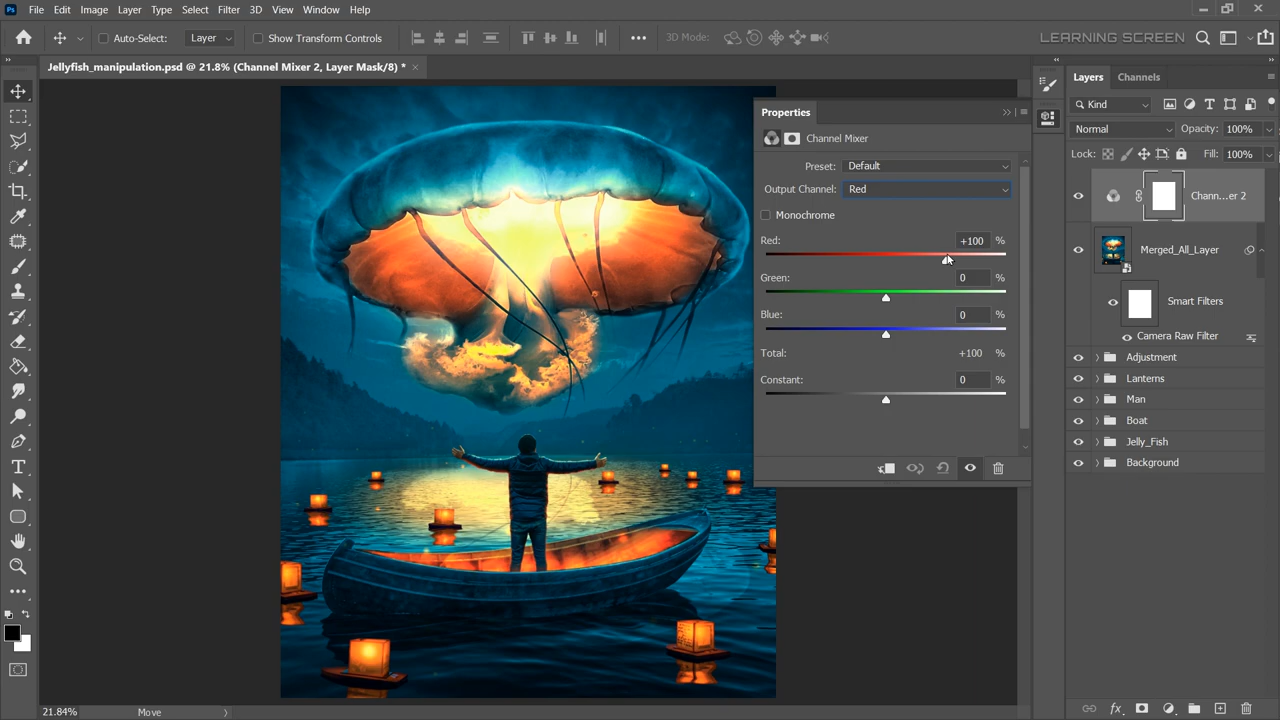 Ps File Edit Image Layer Type Select Filter 3D View Window Help
Auto-Select: Layer Show Transform Controls 3D Mode: LEARNING SCREEN
Jellyfish_manipulation.psd @ 21.8% (Channel Mixer 2, Layer Mask/8) *
Properties
Channel Mixer
Preset: Default
Output Channel: Red
Monochrome
Red: +100 %
Green: 0 %
Blue: 0 %
Total: +100 %
Constant: 0 %
Layers Channels
Kind
Normal Opacity: 100%
Lock: Fill: 100%
Chann...er 2
Merged_All_Layer
Smart Filters
Camera Raw Filter
Adjustment
Lanterns
Man
Boat
Jelly_Fish
Background
21.84% Move